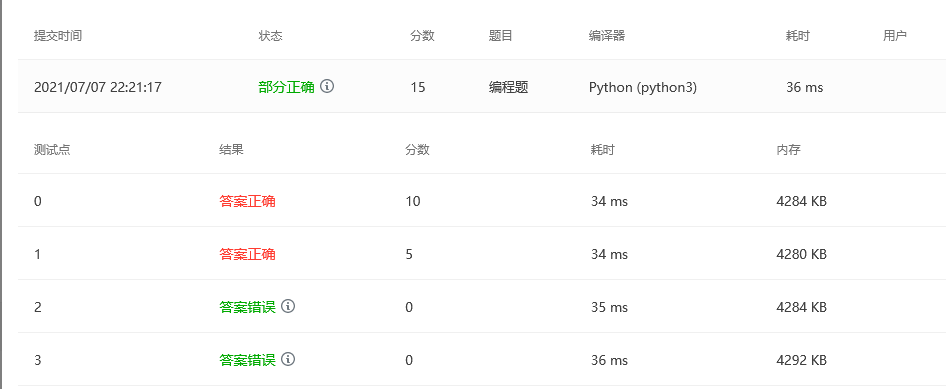 提交时间 状态 分数 题目 编译器 耗时 用户
2021/07/07 22:21:17 部分正确 15 编程题 Python (python3) 36 ms
测试点 结果 分数 耗时 内存
0 答案正确 10 34 ms 4284 KB
1 答案正确 5 34 ms 4280 KB
2 答案错误 0 35 ms 4284 KB
3 答案错误 0 36 ms 4292 KB